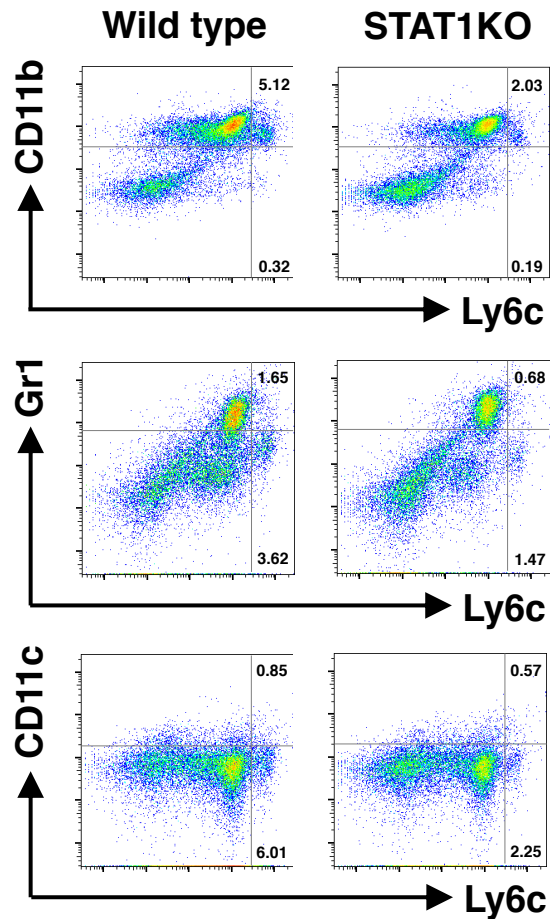 Wild type STAT1KO
CD11b
5.12 2.03
0.32 0.19
Ly6c
Gr1
1.65 0.68
3.62 1.47
Ly6c
CD11c
0.85 0.57
6.01 2.25
Ly6c